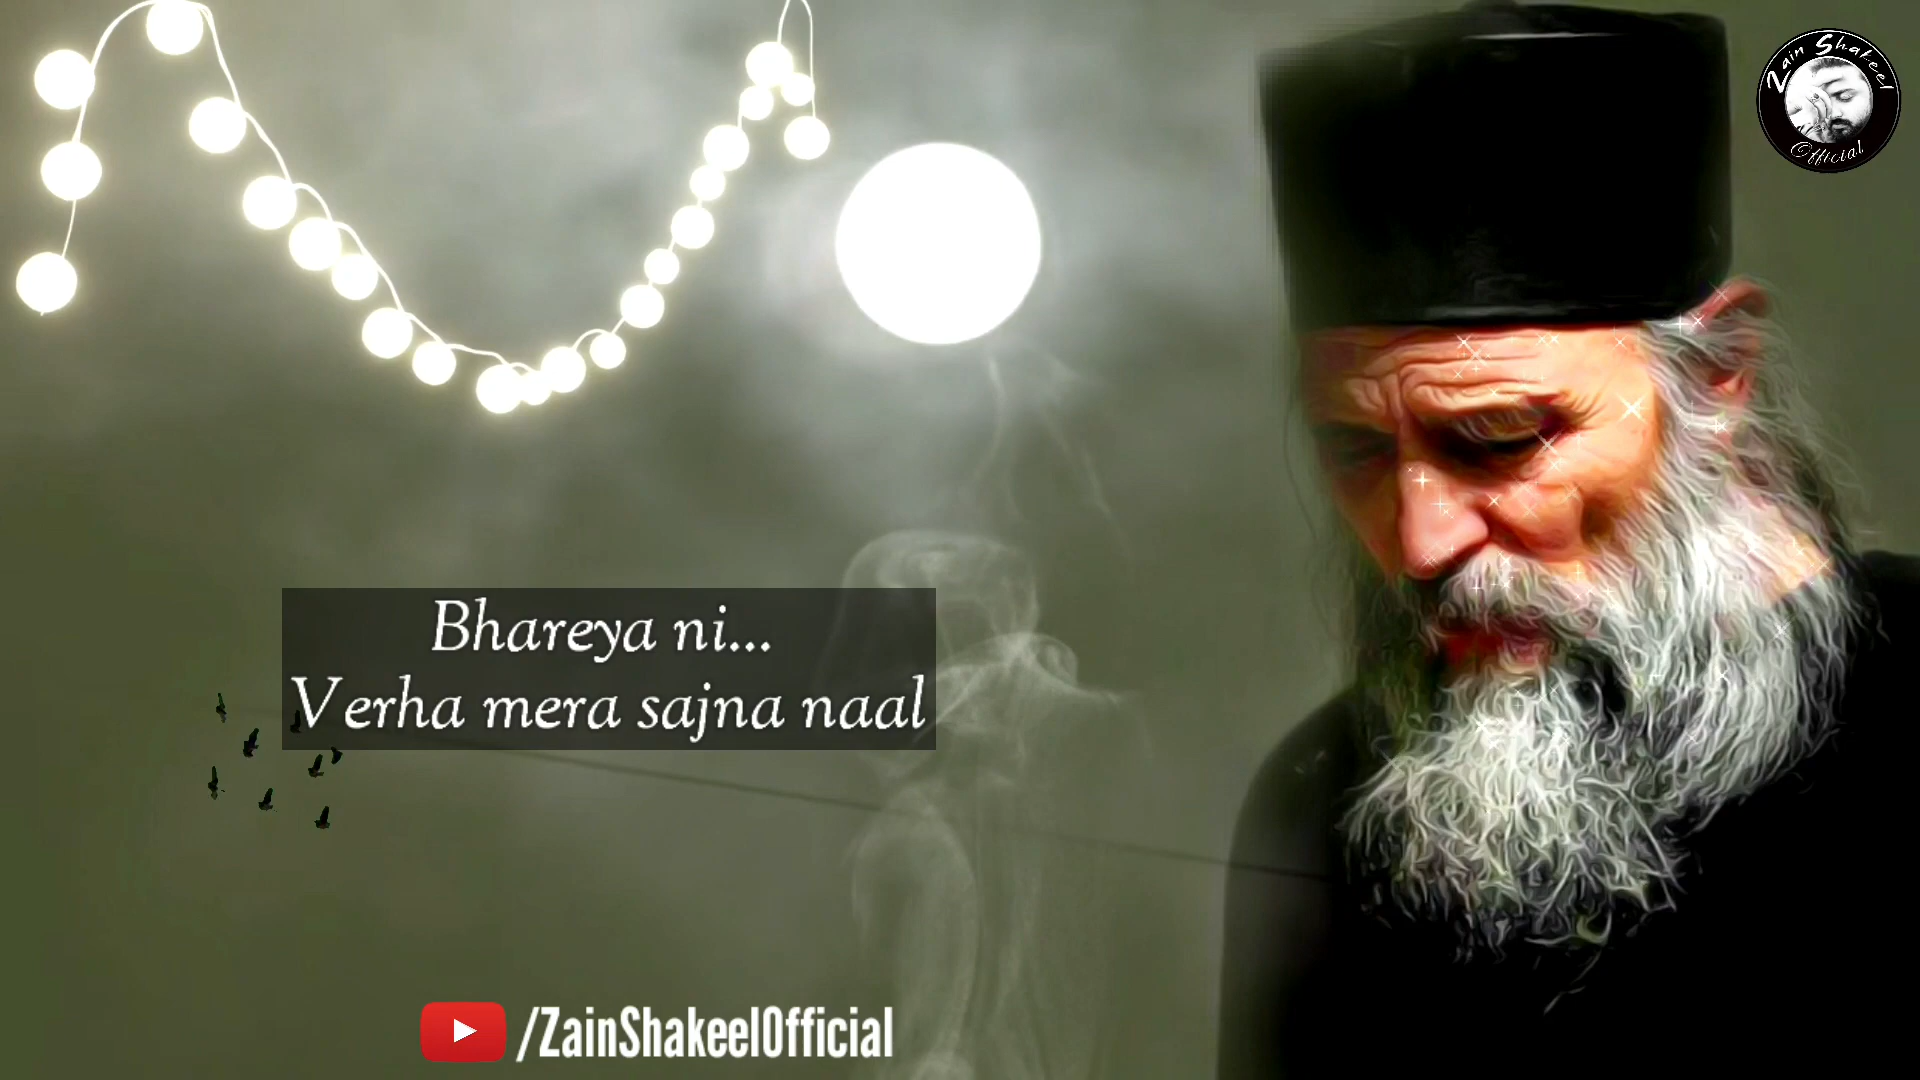 Zain Shakeel
Official
Bhareya ni...
Verha mera sajna naal
/ZainShakeelOfficial